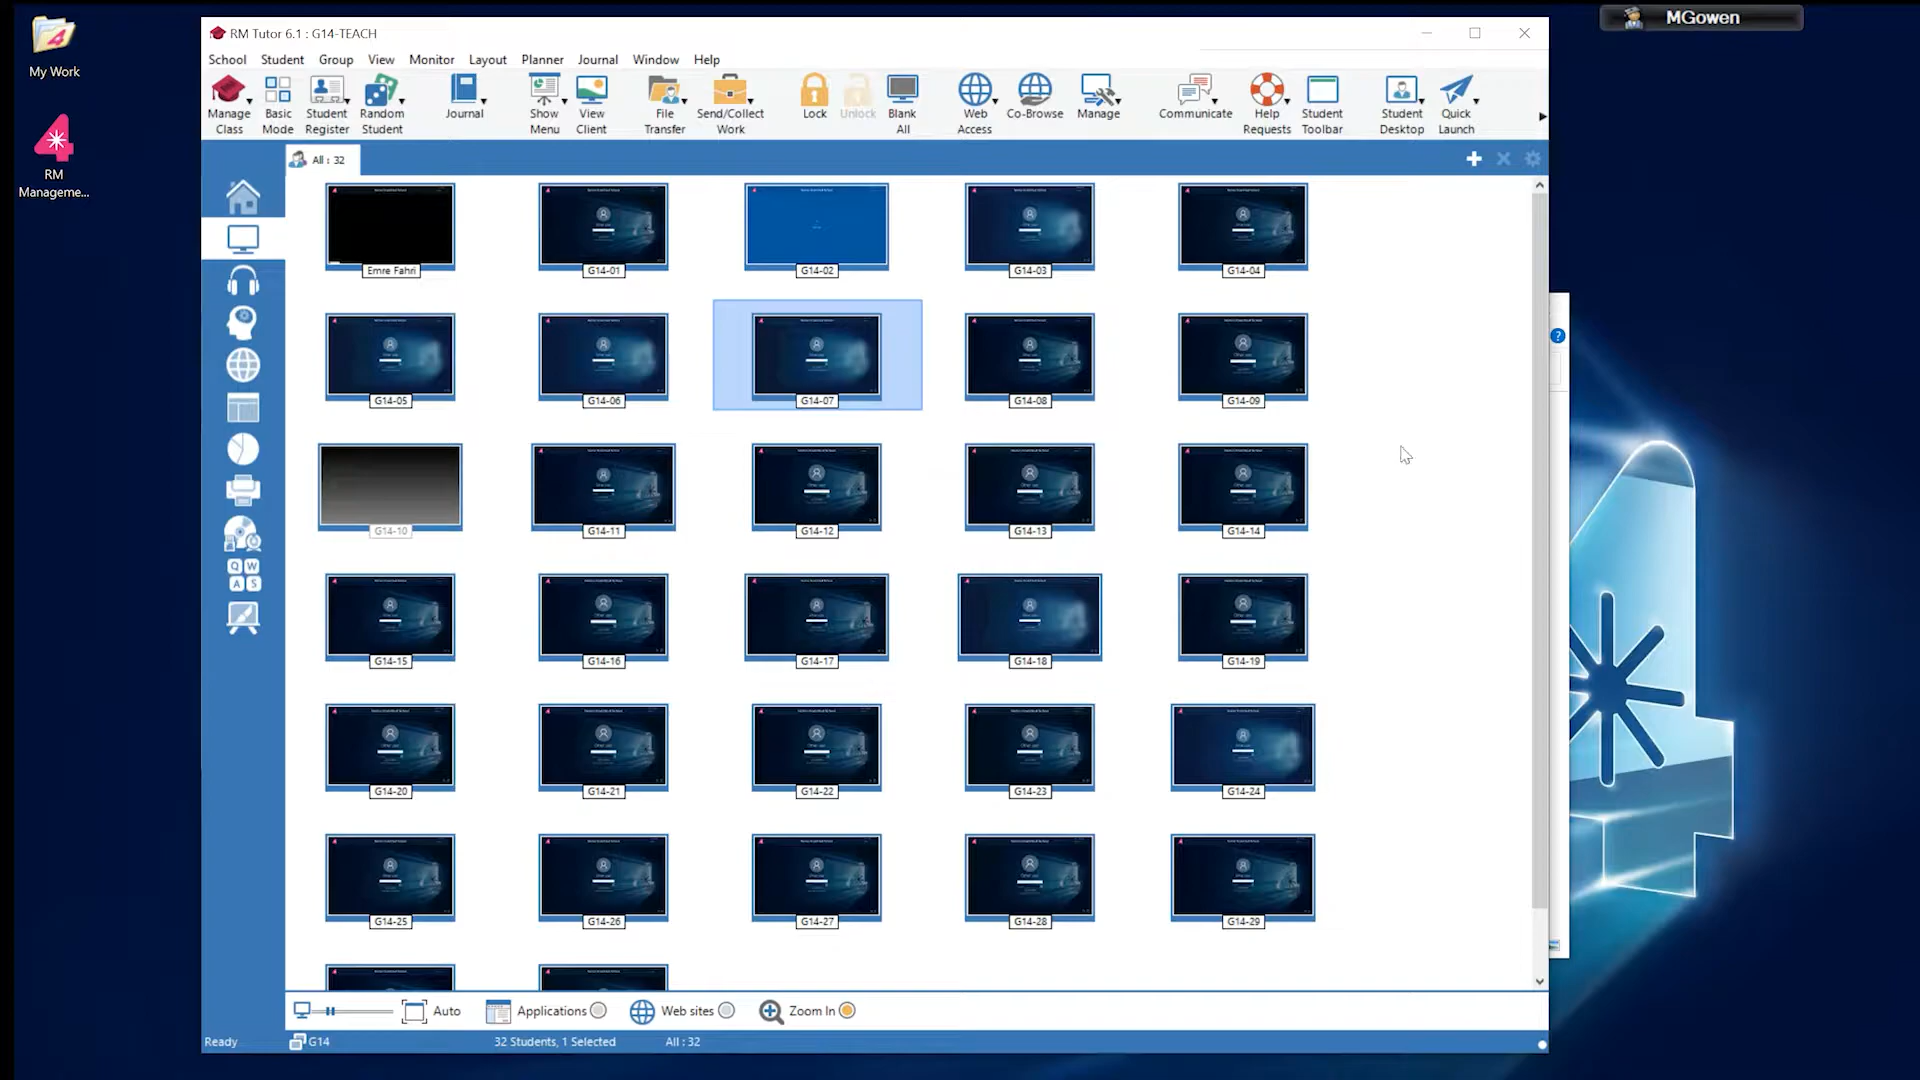 My Work
RM
Manageme...
MGowen
RM Tutor 6.1 : G14-TEACH
School Student Group View Monitor Layout Planner Journal Window Help
Manage Class
Basic Mode
Student Register
Random Student
Journal
Show Menu
View Client
File Transfer
Send/Collect Work
Lock
Unlock
Blank All
Web Access
Co-Browse
Manage
Communicate
Help Requests
Student Toolbar
Student Desktop
Quick Launch
All : 32
Q W
A S
Emre Fahri G14-01 G14-02 G14-03 G14-04
G14-05 G14-06 G14-07 G14-08 G14-09
G14-10 G14-11 G14-12 G14-13 G14-14
G14-15 G14-16 G14-17 G14-18 G14-19
G14-20 G14-21 G14-22 G14-23 G14-24
G14-25 G14-26 G14-27 G14-28 G14-29
Auto Applications Web sites Zoom In
Ready G14 32 Students, 1 Selected All : 32